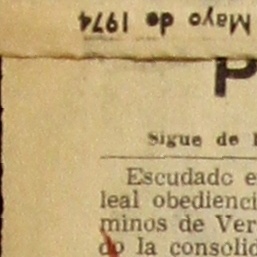 Mayo de 1974
P
Sigue de
Escudado e
leal obedienci
minos de Ver
do la consolid